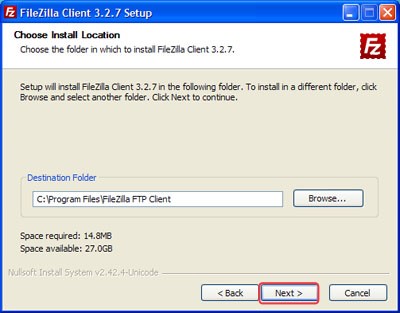 FileZilla Client 3.2.7 Setup
Choose Install Location
Choose the folder in which to install FileZilla Client 3.2.7.
FZ
Setup will install FileZilla Client 3.2.7 in the following folder. To install in a different folder, click
Browse and select another folder. Click Next to continue.
Destination Folder
C:\Program Files\FileZilla FTP Client
Browse...
Space required: 14.8MB
Space available: 27.0GB
Nullsoft Install System v2.42.4-Unicode
< Back
Next >
Cancel